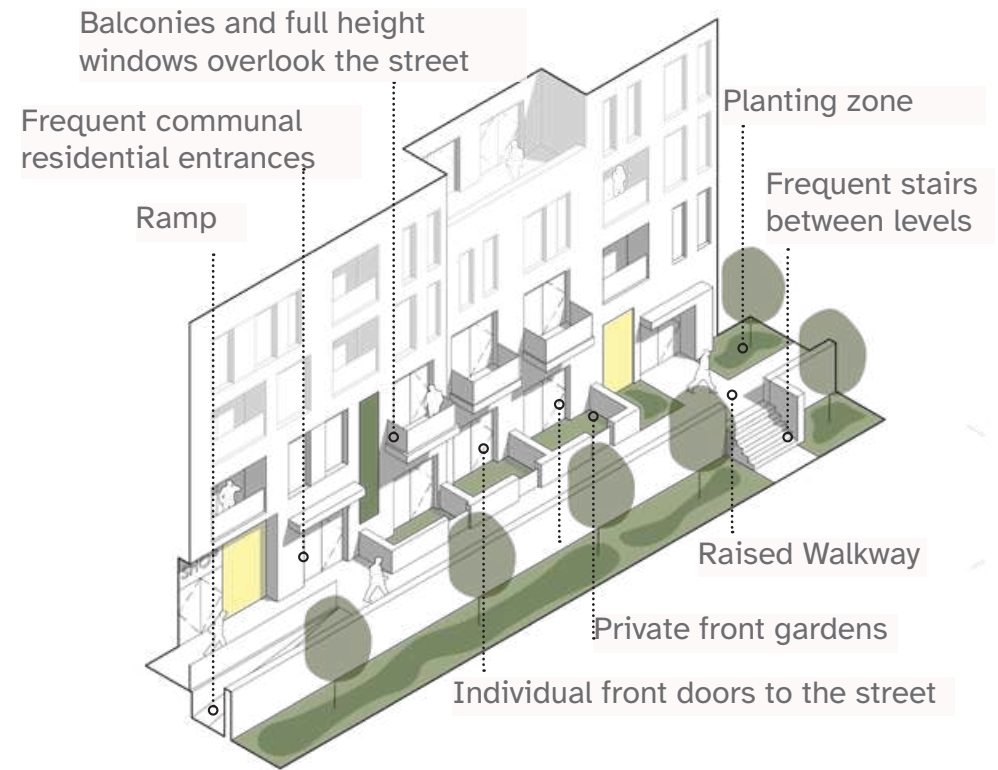 Balconies and full height
windows overlook the street
Frequent communal
residential entrances
Ramp
Planting zone
Frequent stairs
between levels
Raised Walkway
Private front gardens
Individual front doors to the street